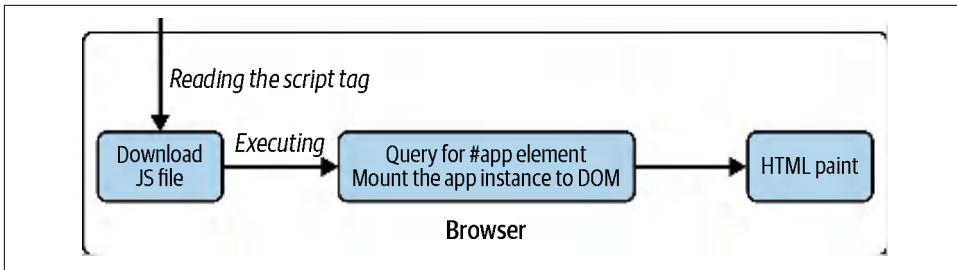 Reading the script tag
Executing
Download
JS file
Query for #app element
Mount the app instance to DOM
HTML paint
Browser